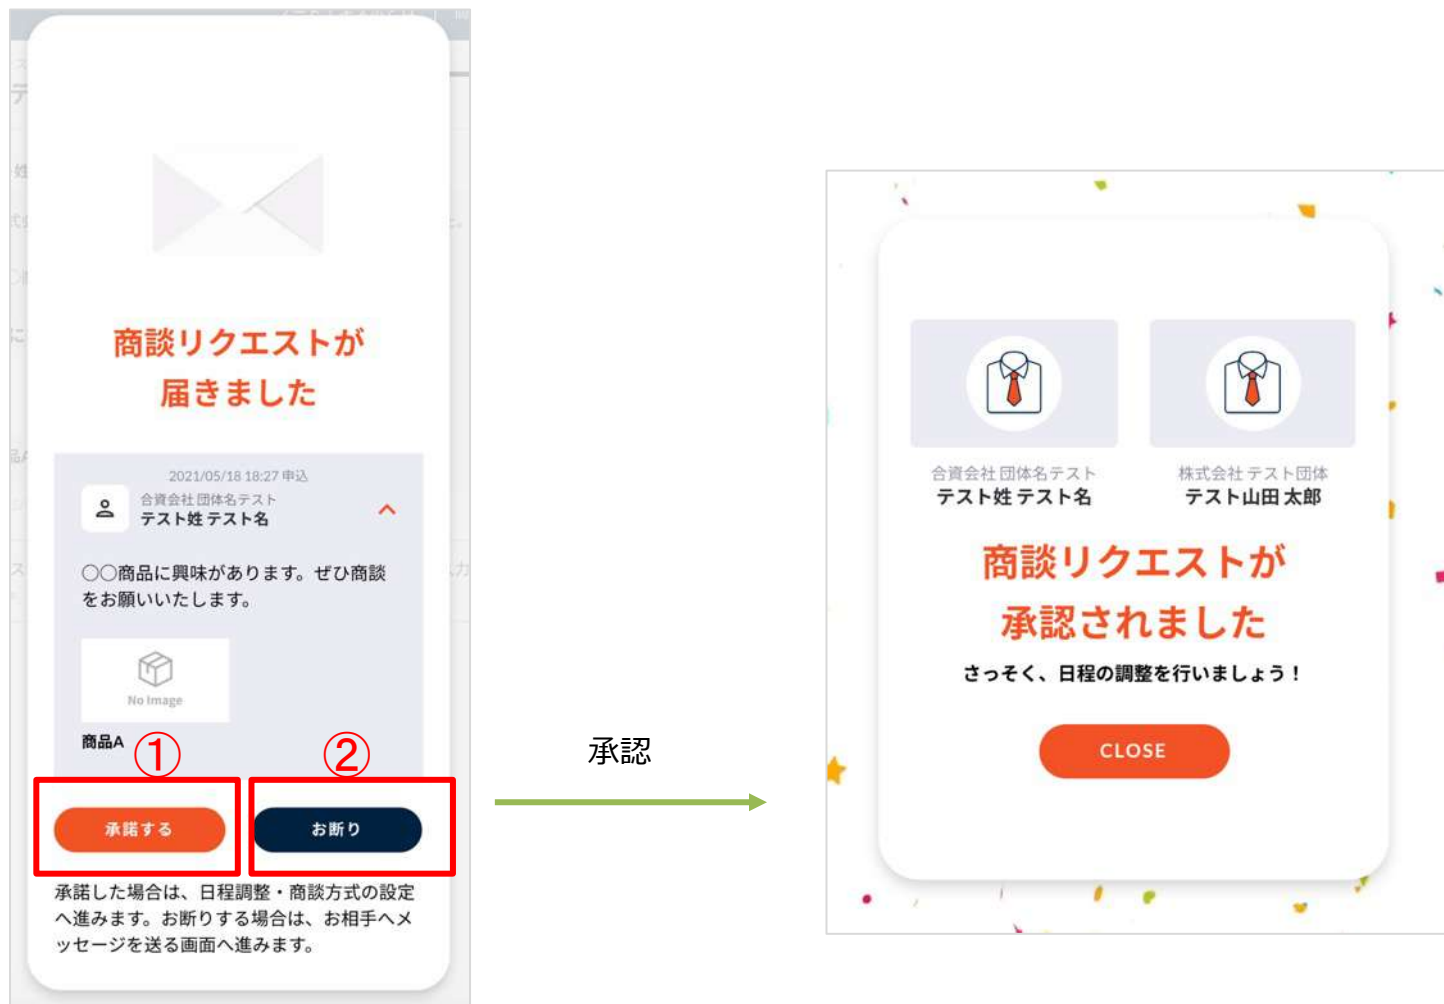 商談リクエストが
届きました
2021/05/18 18:27 申込
合資会社 団体名テスト
テスト姓 テスト名
〇〇商品に興味があります。ぜひ商談
をお願いいたします。
No Image
商品A
①
②
承諾する
お断り
承諾した場合は、日程調整・商談方式の設定
へ進みます。お断りする場合は、お相手へメ
ッセージを送る画面へ進みます。
承認
合資会社 団体名テスト
テスト姓 テスト名
株式会社 テスト団体
テスト山田 太郎
商談リクエストが
承認されました
さっそく、日程の調整を行いましょう！
CLOSE